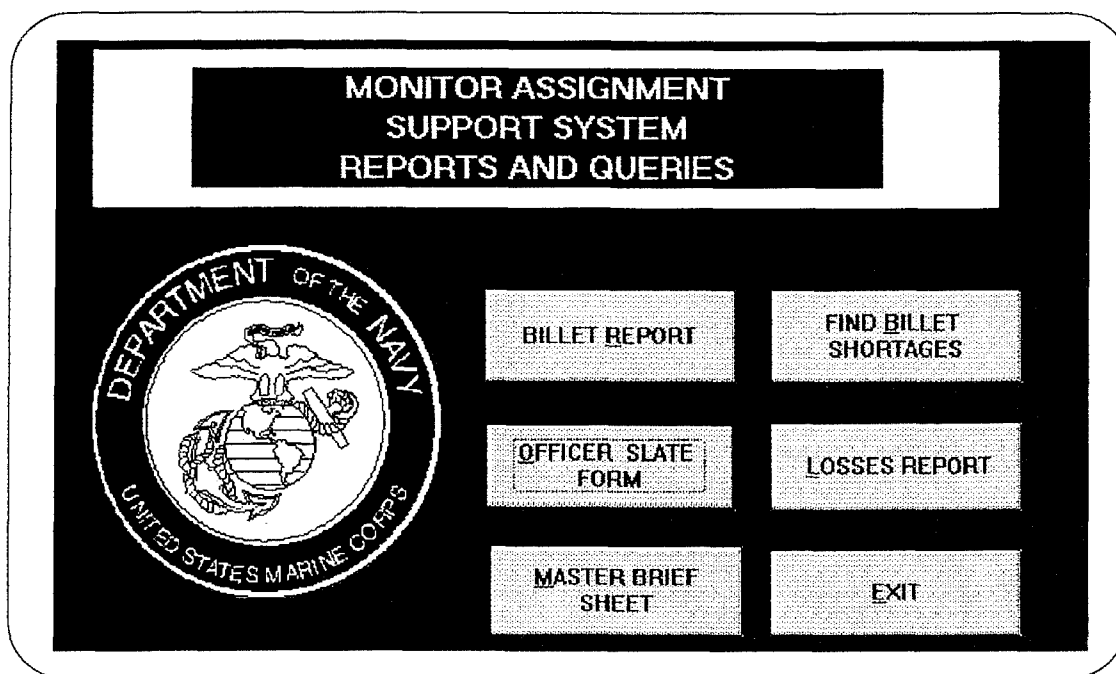 MONITOR ASSIGNMENT
SUPPORT SYSTEM
REPORTS AND QUERIES
DEPARTMENT OF THE NAVY
UNITED STATES MARINE CORPS
BILLET REPORT
FIND BILLET
SHORTAGES
OFFICER SLATE
FORM
LOSSES REPORT
MASTER BRIEF
SHEET
EXIT